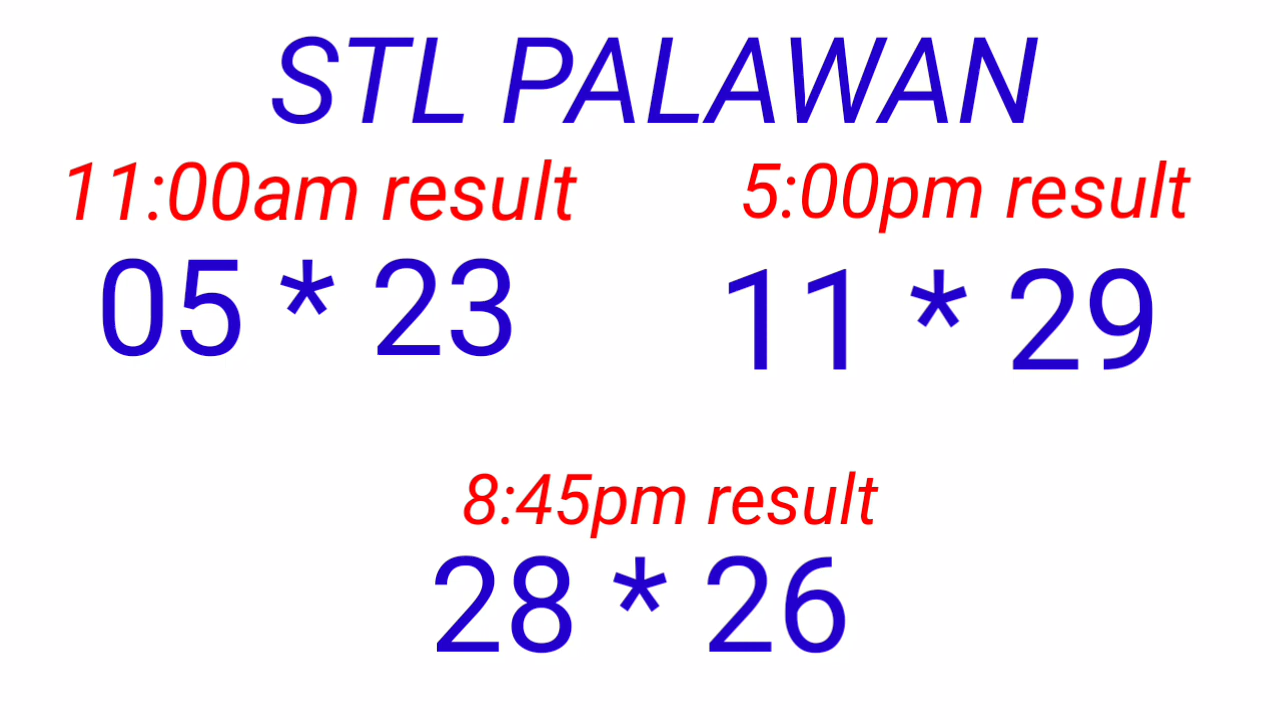 STL PALAWAN
11:00am result
05 * 23
5:00pm result
11 * 29
8:45pm result
28 * 26